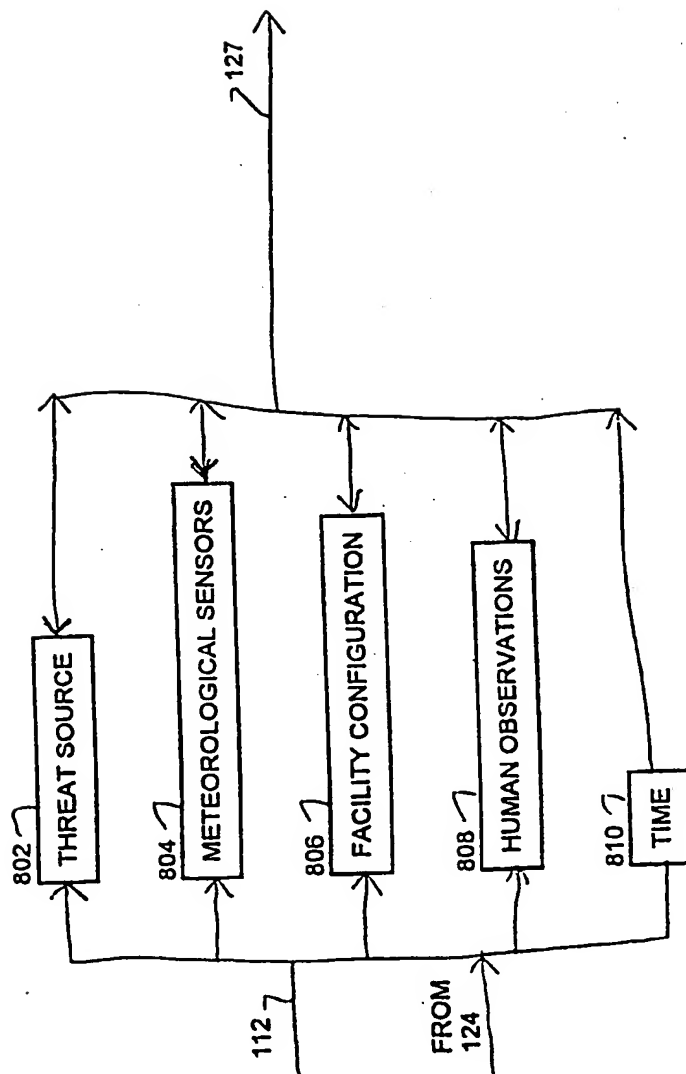 127
802
THREAT SOURCE
804
METEOROLOGICAL SENSORS
806
FACILITY CONFIGURATION
808
HUMAN OBSERVATIONS
810
TIME
112
FROM
124